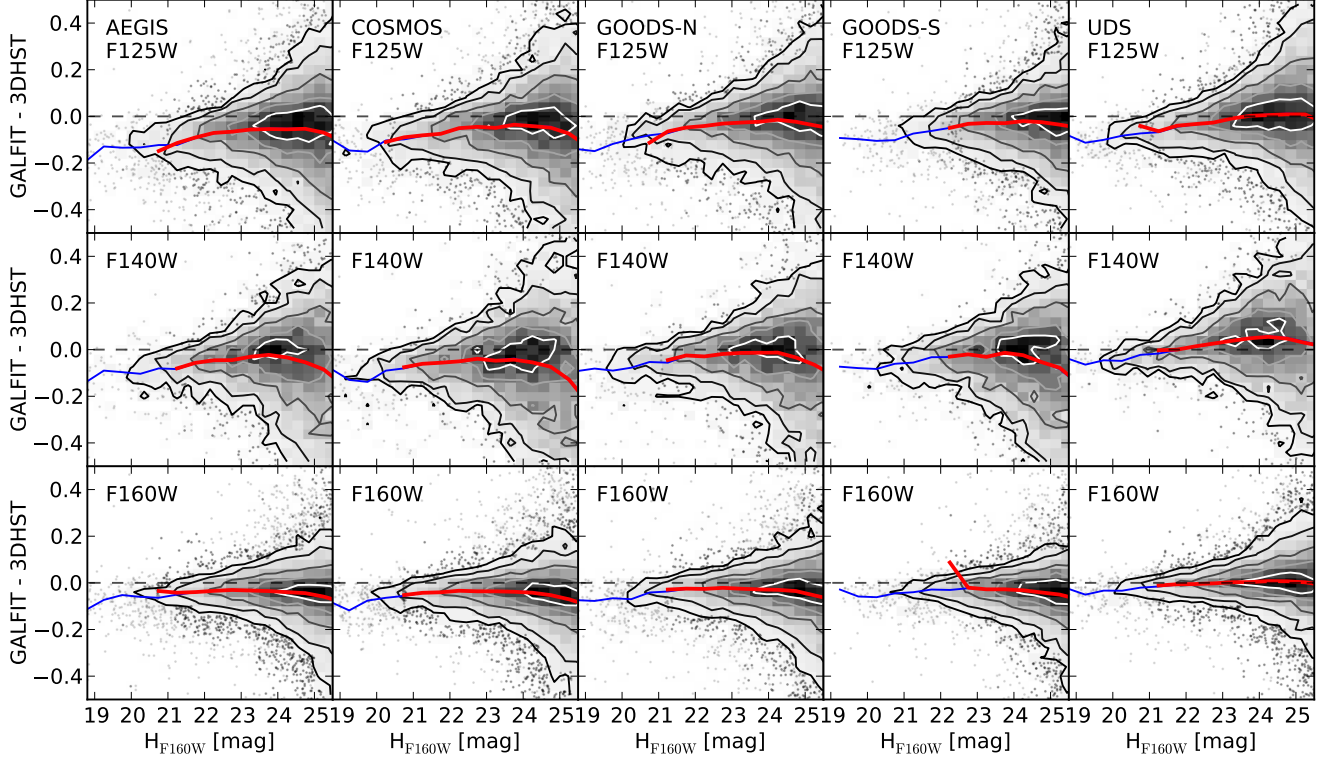 AEGIS
F125W
COSMOS
F125W
GOODS-N
F125W
GOODS-S
F125W
UDS
F125W
GALFIT - 3DHST
0.4
0.2
0.0
−0.2
−0.4
F140W
F140W
F140W
F140W
F140W
GALFIT - 3DHST
0.4
0.2
0.0
−0.2
−0.4
F160W
F160W
F160W
F160W
F160W
GALFIT - 3DHST
0.4
0.2
0.0
−0.2
−0.4
19 20 21 22 23 24 25
19 20 21 22 23 24 25
19 20 21 22 23 24 25
19 20 21 22 23 24 25
19 20 21 22 23 24 25
H_F160W [mag]
H_F160W [mag]
H_F160W [mag]
H_F160W [mag]
H_F160W [mag]